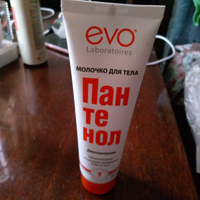 evo
Laboratoires
МОЛОЧКО ДЛЯ ТЕЛА
Пан
те
нол